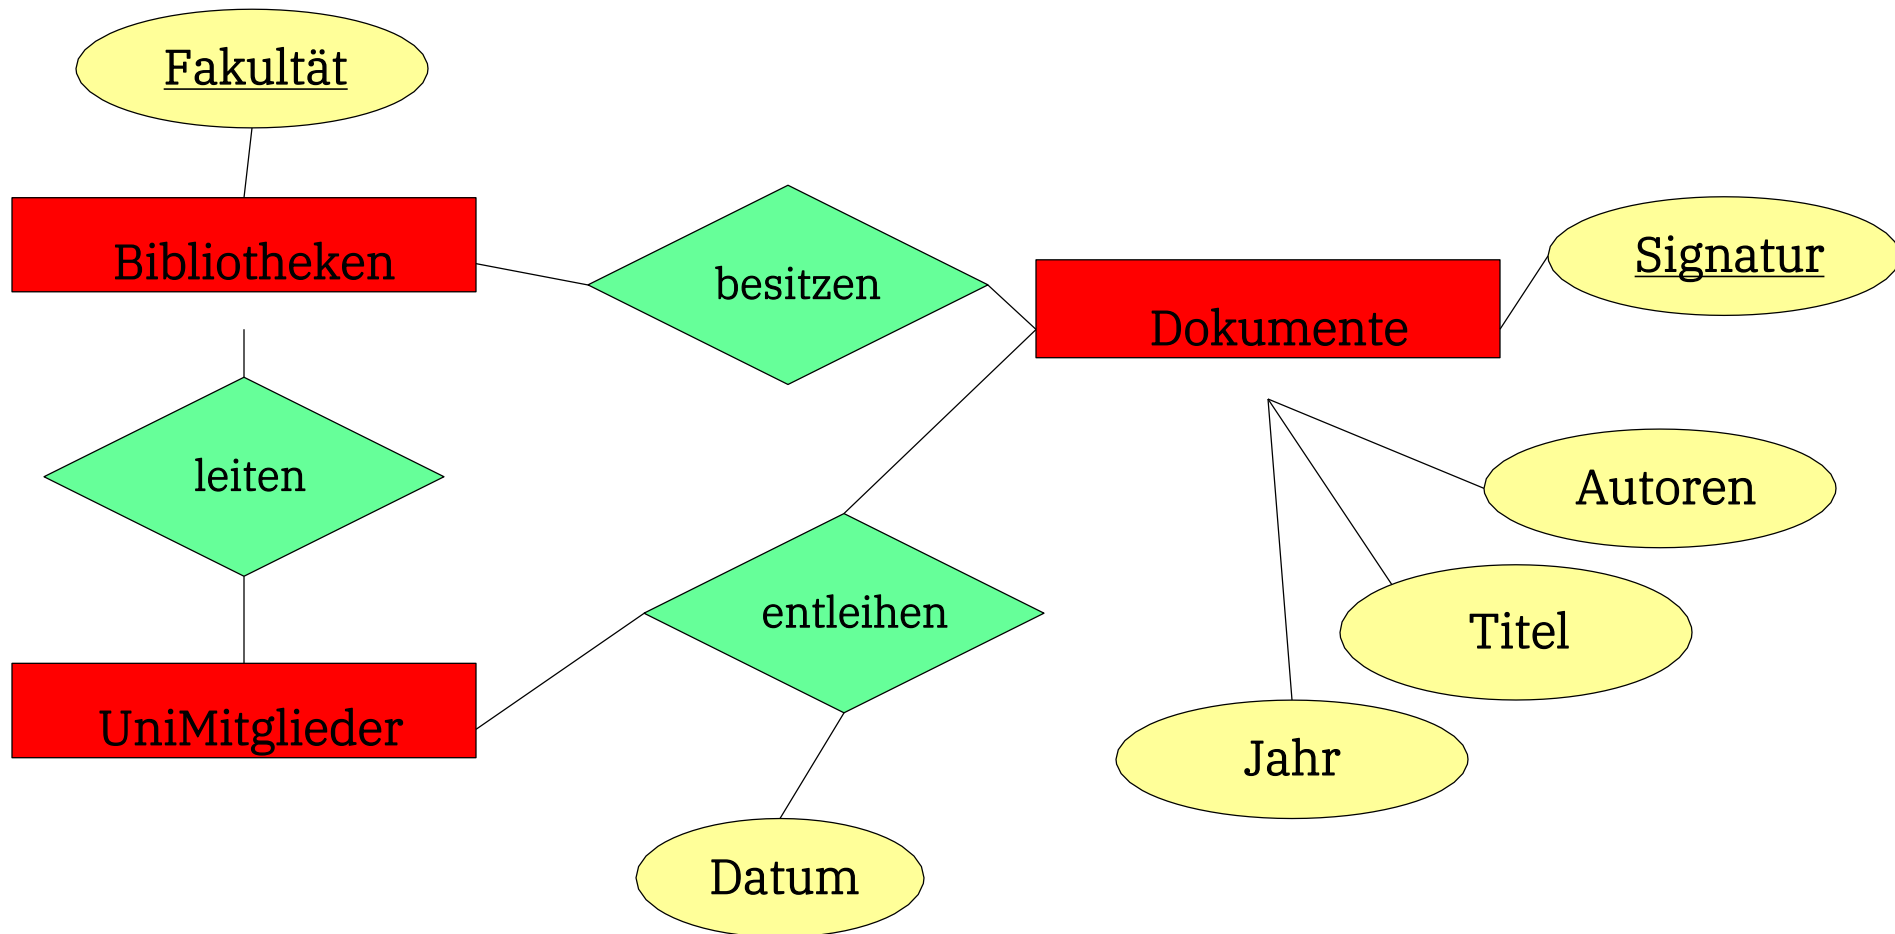 Fakultät
Bibliotheken
besitzen
Signatur
Dokumente
leiten
Autoren
entleihen
Titel
UniMitglieder
Jahr
Datum